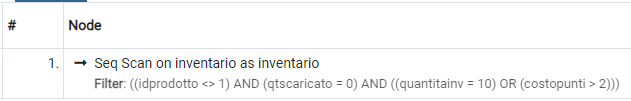 # Node
1. → Seq Scan on inventario as inventario
Filter: ((idprodotto <> 1) AND (qtscaricato = 0) AND ((quantitainv = 10) OR (costopunti > 2)))